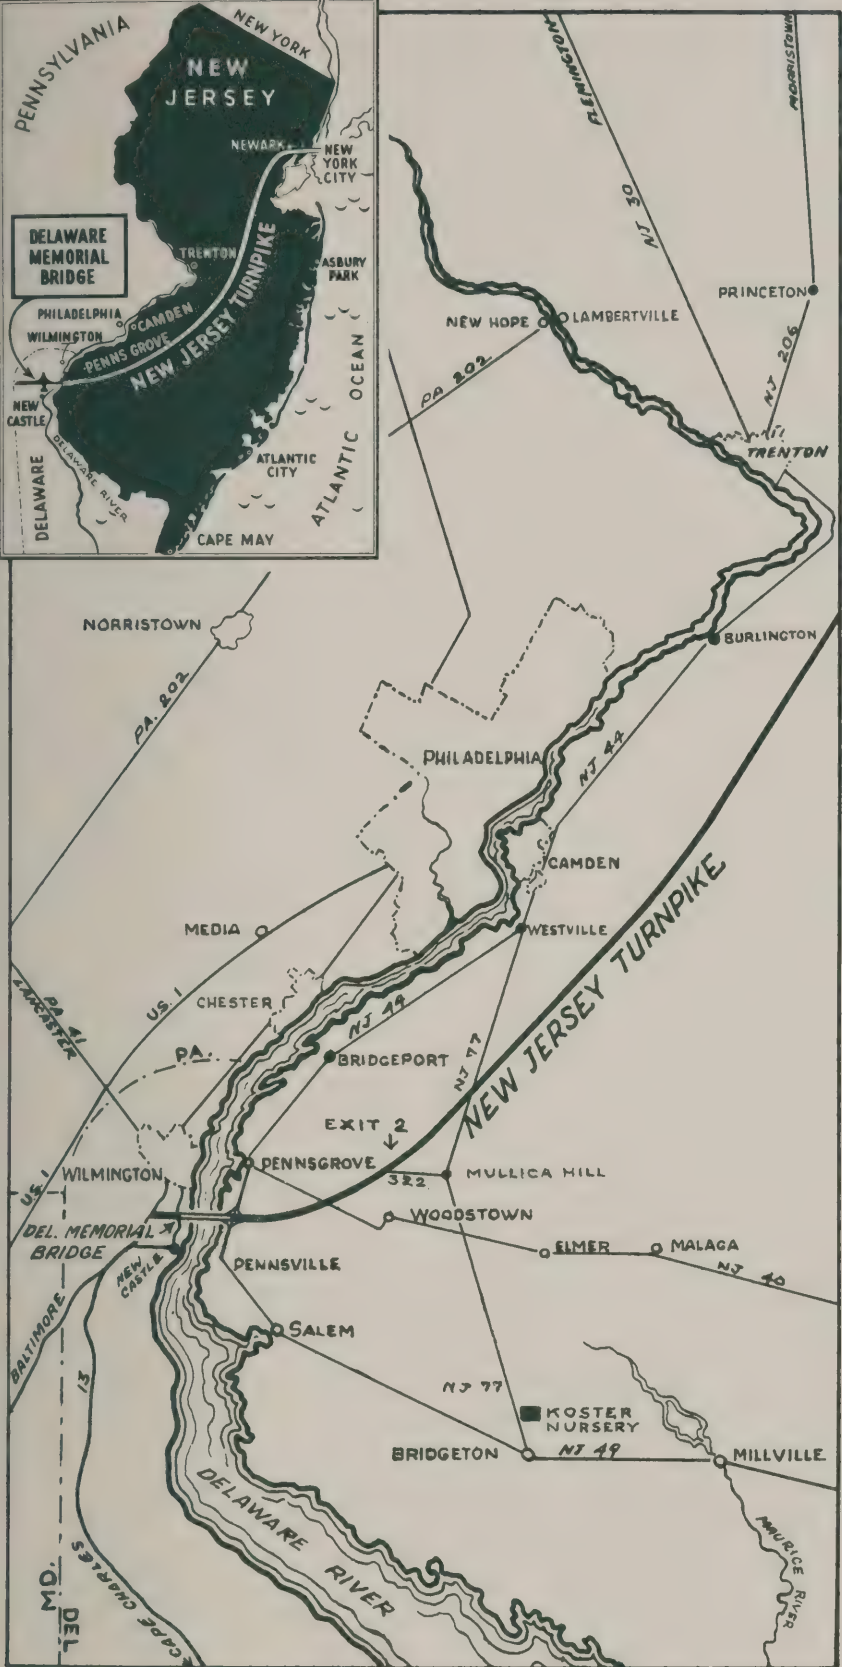 PENNSYLVANIA
NEW YORK
NEW
JERSEY
NEWARK
NEW
YORK
CITY
DELAWARE
MEMORIAL
BRIDGE
TRENTON
NEW JERSEY TURNPIKE
ASBURY
PARK
PHILADELPHIA
CAMDEN
WILMINGTON
PENNS GROVE
NEW
CASTLE
DELAWARE
DELAWARE RIVER
ATLANTIC OCEAN
ATLANTIC
CITY
CAPE MAY
FLEMINGTON
MORRISTOWN
NJ 30
PRINCETON
NEW HOPE
LAMBERTVILLE
PA 202
NJ 206
TRENTON
NORRISTOWN
BURLINGTON
PA. 202
PHILADELPHIA
NJ 44
CAMDEN
MEDIA
WESTVILLE
NEW JERSEY TURNPIKE
PA 41
LANCASTER
U.S. 1
CHESTER
NJ 44
PA.
BRIDGEPORT
NJ 77
EXIT 2
WILMINGTON
PENNSGROVE
322
MULLICA HILL
U.S. 1
WOODSTOWN
DEL. MEMORIAL
BRIDGE
ELMER
MALAGA
NEW
CASTLE
PENNSVILLE
NJ 40
BALTIMORE
SALEM
13
NJ 77
KOSTER
NURSERY
BRIDGETON
NJ 49
MILLVILLE
DELAWARE RIVER
MAURICE
RIVER
CAPE CHARLES
MD.
DEL